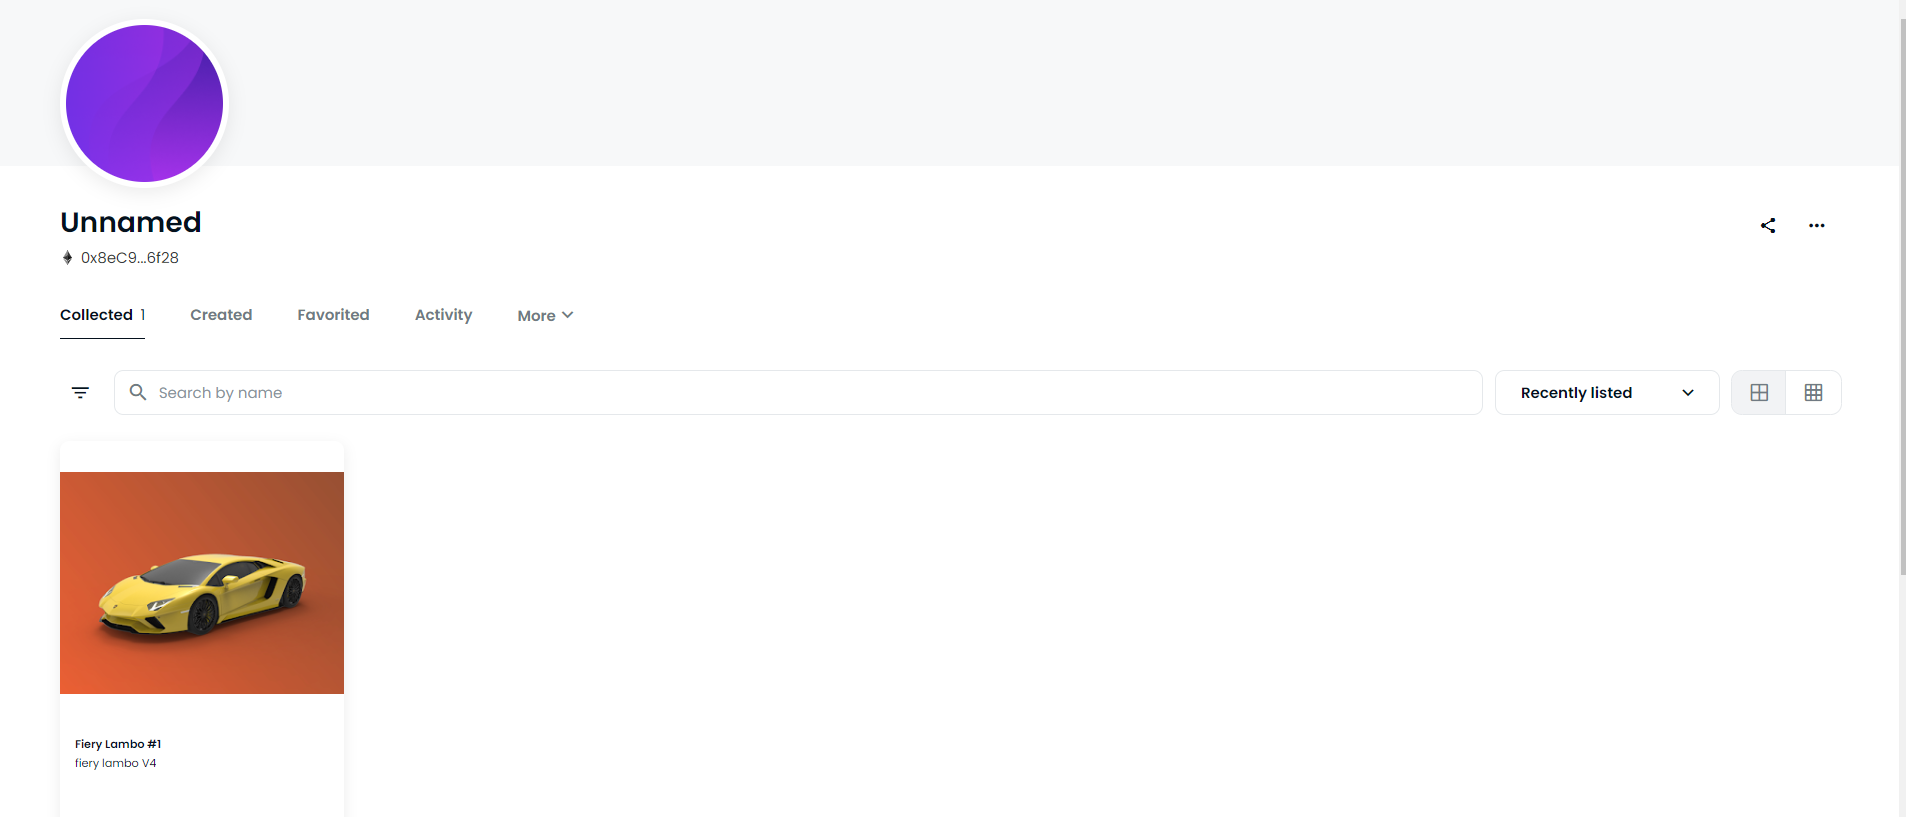 Unnamed
0x8eC9...6f28
Collected 1 Created Favorited Activity More
Search by name Recently listed
Fiery Lambo #1
fiery lambo V4